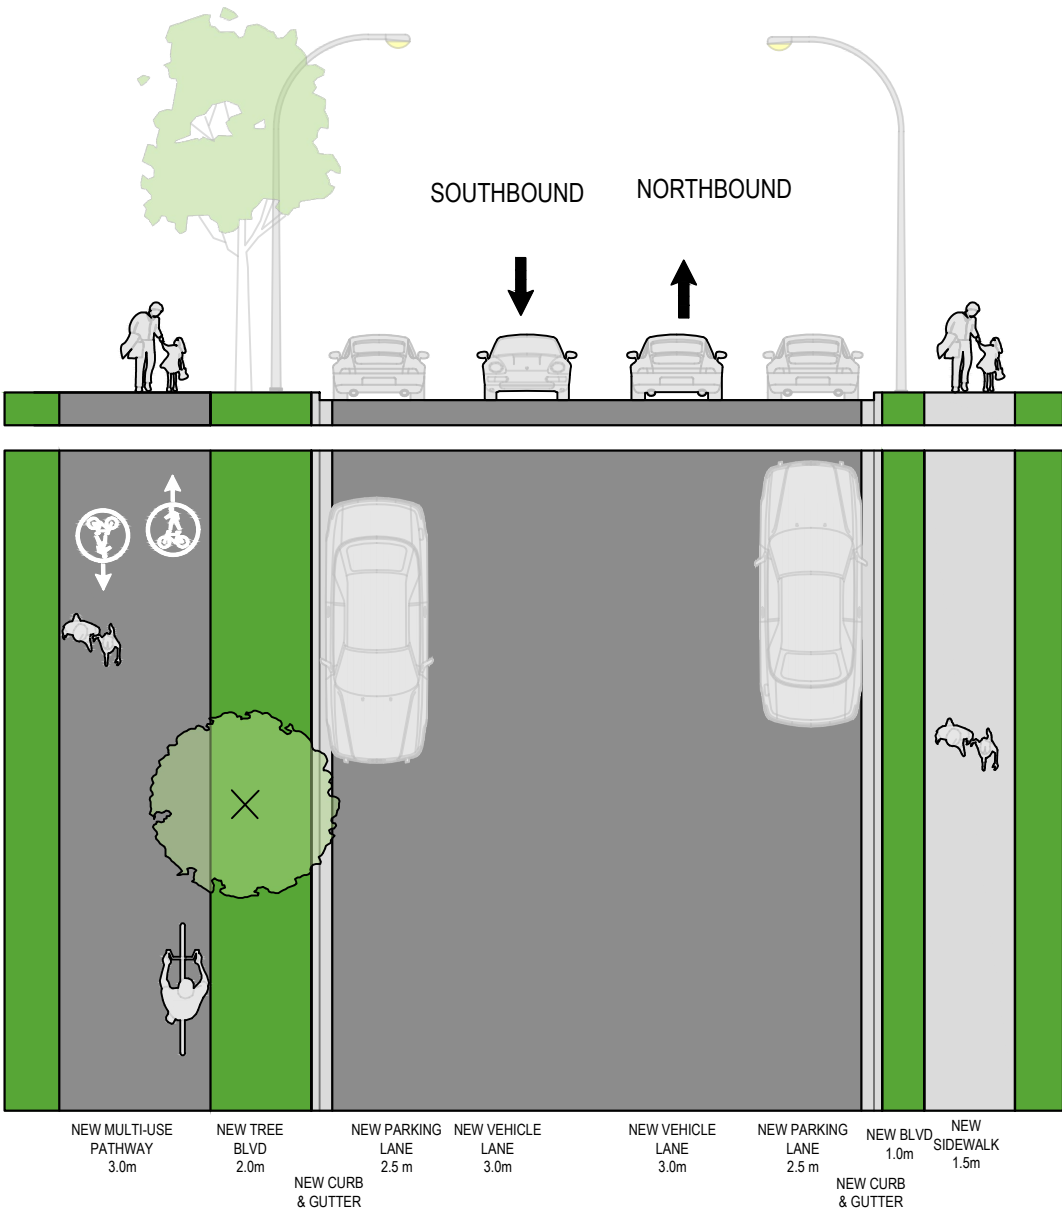 SOUTHBOUND
NORTHBOUND
NEW MULTI-USE
PATHWAY
3.0m
NEW TREE
BLVD
2.0m
NEW CURB
& GUTTER
NEW PARKING
LANE
2.5 m
NEW VEHICLE
LANE
3.0m
NEW VEHICLE
LANE
3.0m
NEW PARKING
LANE
2.5 m
NEW CURB
& GUTTER
NEW BLVD
1.0m
NEW
SIDEWALK
1.5m